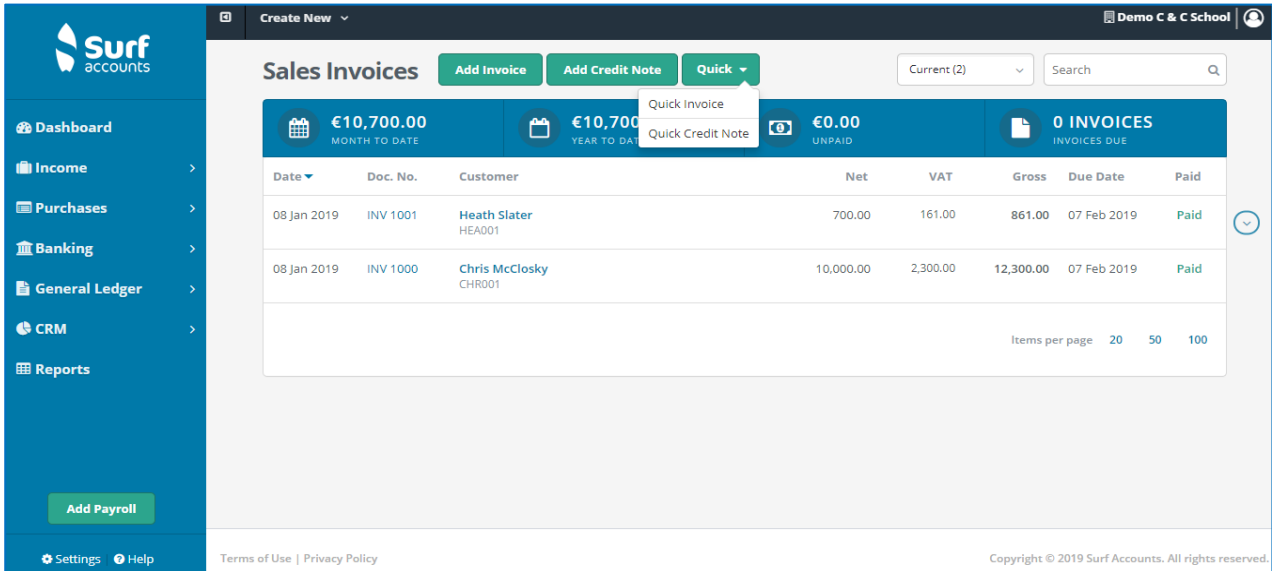 Surf
accounts
Dashboard
Income
Purchases
Banking
General Ledger
CRM
Reports
Add Payroll
Settings Help
Create New
Demo C & C School
Sales Invoices Add Invoice Add Credit Note Quick Current (2) Search
Quick Invoice
Quick Credit Note
€10,700.00
MONTH TO DATE
€10,700
YEAR TO DAT
€0.00
UNPAID
0 INVOICES
INVOICES DUE
Date Doc. No. Customer Net VAT Gross Due Date Paid
08 Jan 2019 INV 1001 Heath Slater 700.00 161.00 861.00 07 Feb 2019 Paid
HEA001
08 Jan 2019 INV 1000 Chris McClosky 10,000.00 2,300.00 12,300.00 07 Feb 2019 Paid
CHR001
Items per page 20 50 100
Terms of Use | Privacy Policy Copyright © 2019 Surf Accounts. All rights reserved.